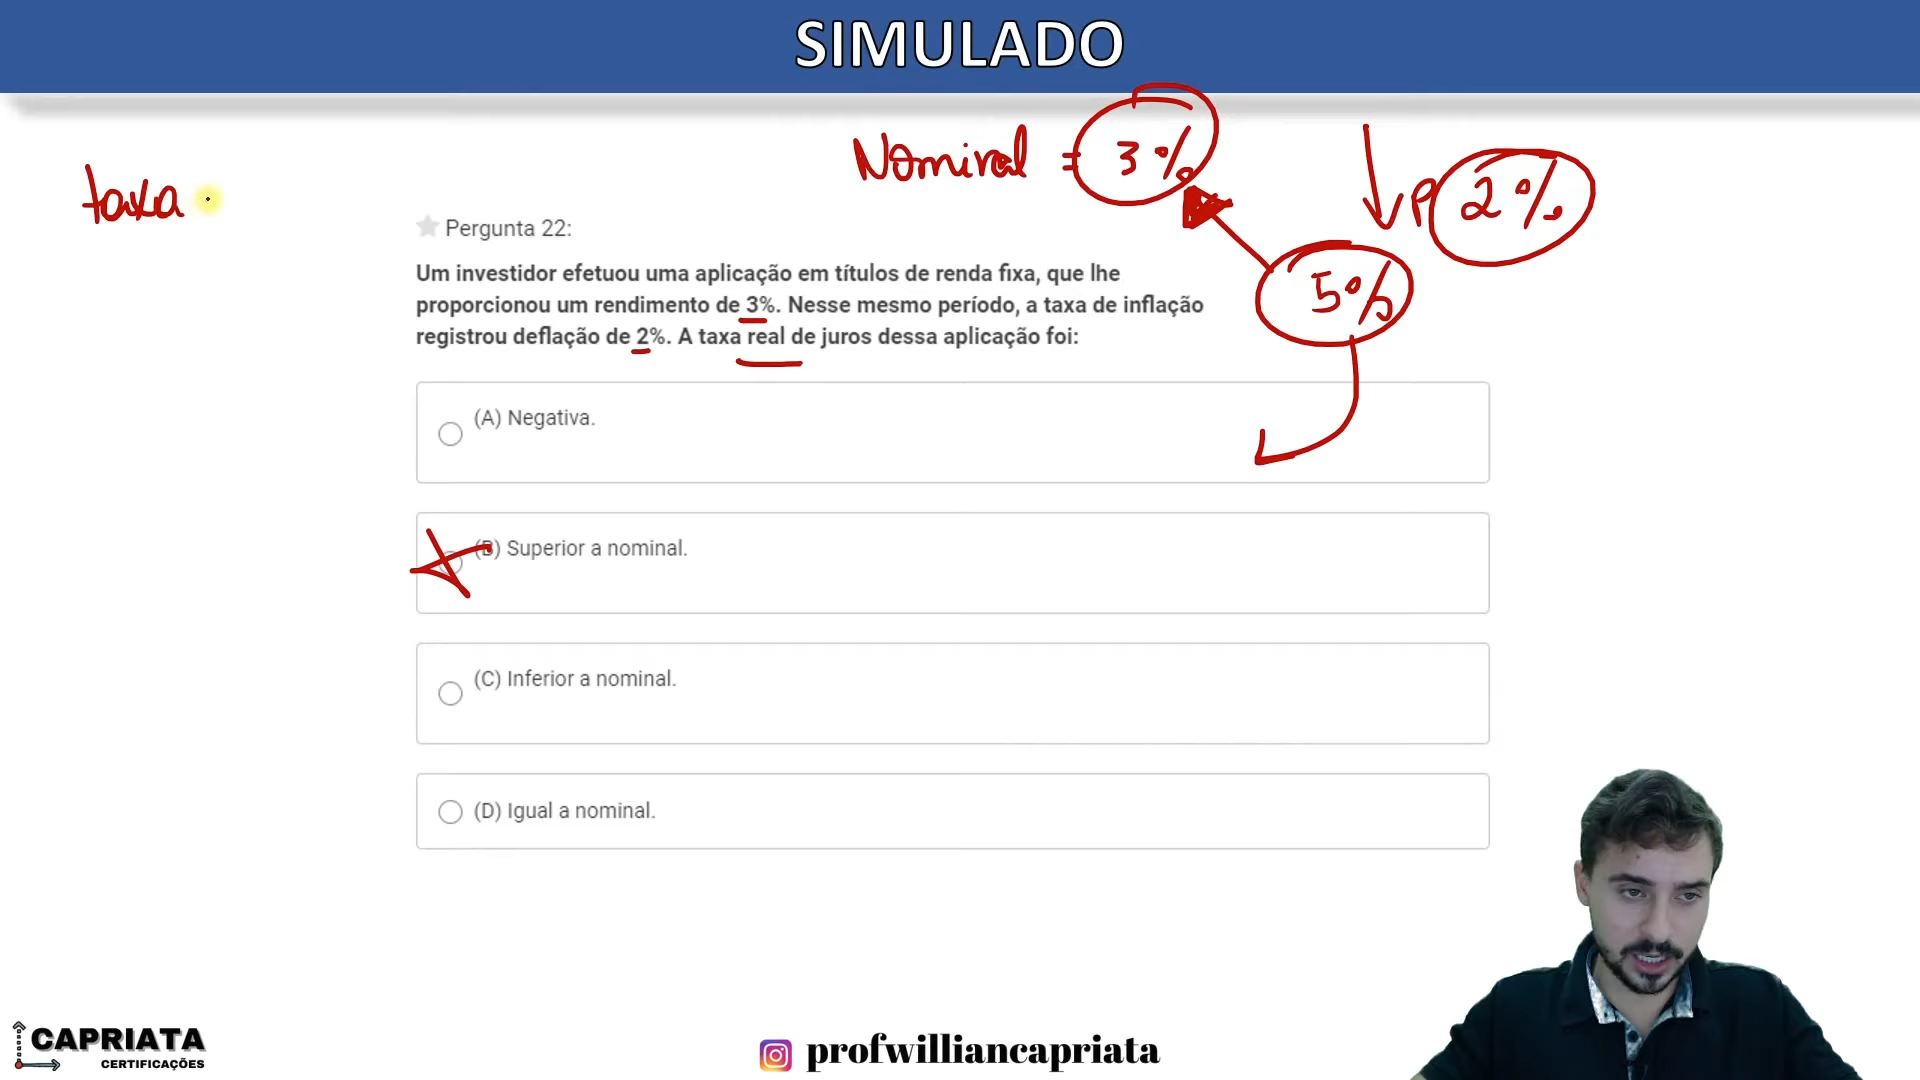 SIMULADO
Nominal = 3%
P 2%
taxa
5%
Pergunta 22:
Um investidor efetuou uma aplicação em títulos de renda fixa, que lhe
proporcionou um rendimento de 3%. Nesse mesmo período, a taxa de inflação
registrou deflação de 2%. A taxa real de juros dessa aplicação foi:
(A) Negativa.
(B) Superior a nominal.
(C) Inferior a nominal.
(D) Igual a nominal.
CAPRIATA
CERTIFICAÇÕES
profwilliancapriata